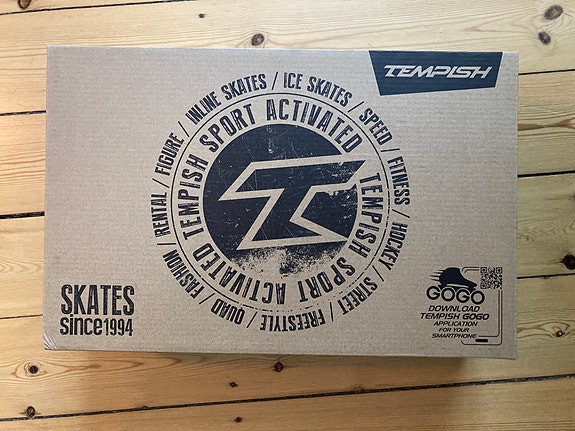 TEMPISH
INLINE SKATES / ICE SKATES / SPEED / FITNESS / HOCKEY / STREET / FREESTYLE / QUAD / FASHION / RENTAL / FIGURE /
TEMPISH SPORT ACTIVATED TEMPISH SPORT ACTIVATED
SKATES
since1994
GOGO
DOWNLOAD
TEMPISH GOGO
APPLICATION
FOR YOUR
SMARTPHONE